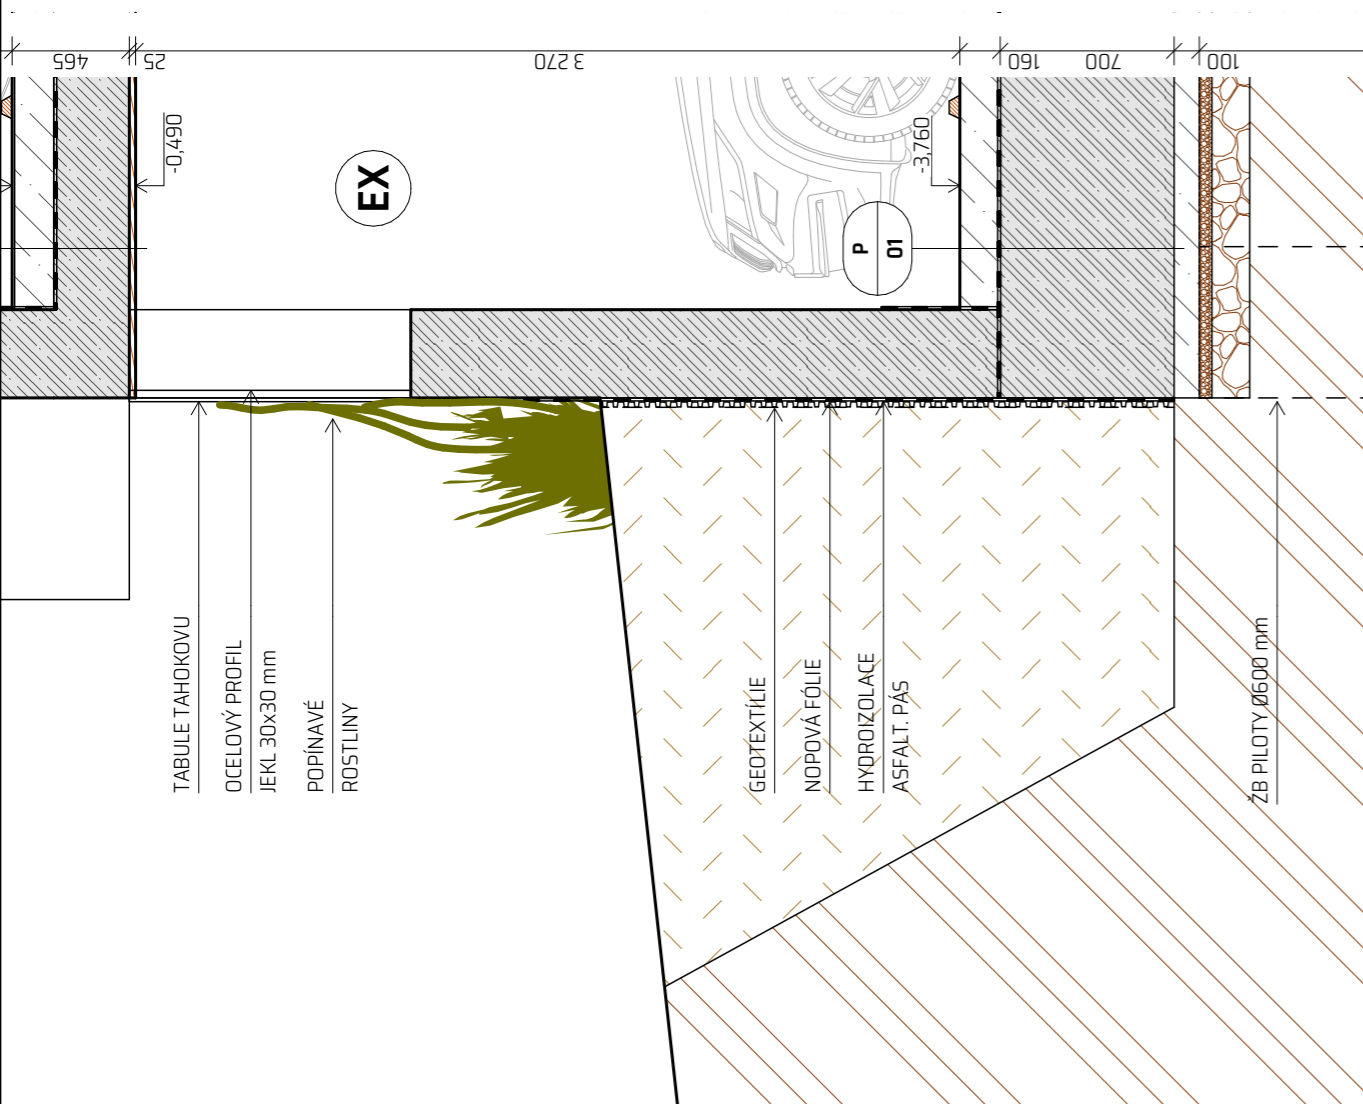 465
25
3 270
160
700
100
-0,490
EX
-3,760
P
01
TABULE TAHOKOVU
OCELOVÝ PROFIL
JEKL 30x30 mm
POPÍNAVÉ
ROSTLINY
GEOTEXTÍLIE
NOPOVÁ FÓLIE
HYDROIZOLACE
ASFALT. PÁS
ŽB PILOTY Ø600 mm